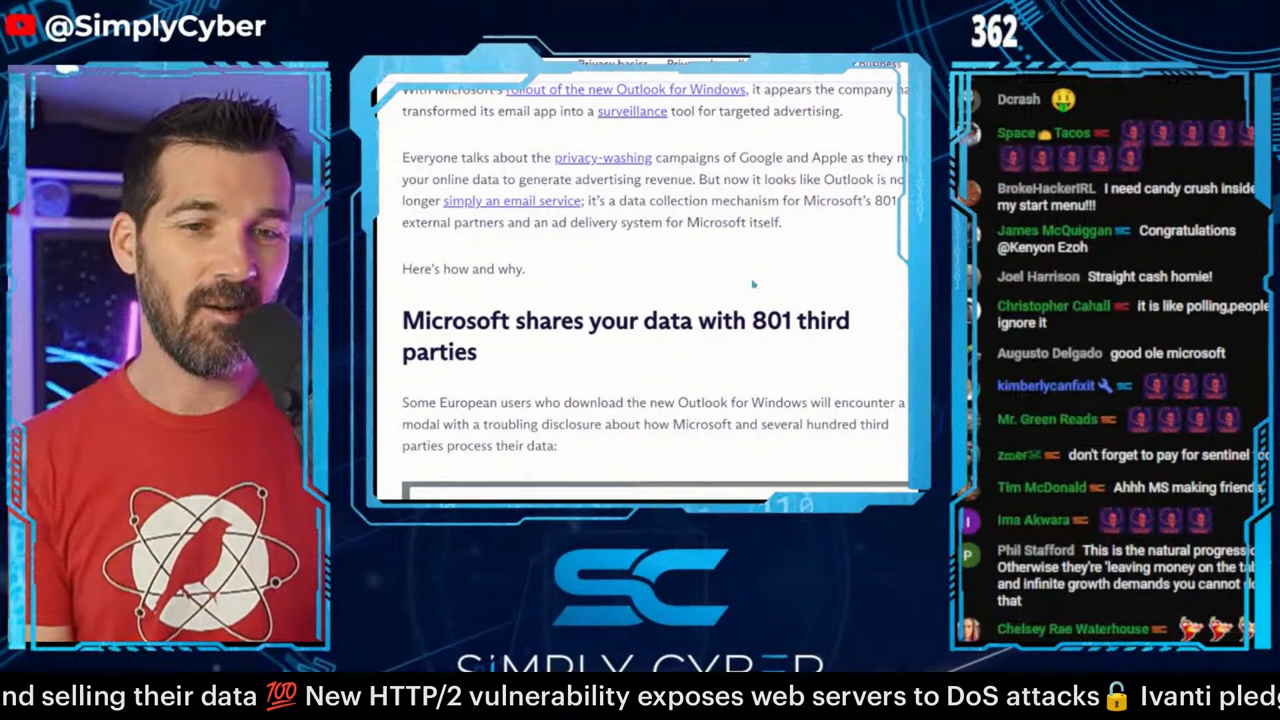 @SimplyCyber
362
With Microsoft's rollout of the new Outlook for Windows, it appears the company
transformed its email app into a surveillance tool for targeted advertising.
Everyone talks about the privacy-washing campaigns of Google and Apple as they
your online data to generate advertising revenue. But now it looks like Outlook is no
longer simply an email service; it's a data collection mechanism for Microsoft's 801
external partners and an ad delivery system for Microsoft itself.
Here's how and why.
Microsoft shares your data with 801 third
parties
Some European users who download the new Outlook for Windows will encounter a
modal with a troubling disclosure about how Microsoft and several hundred third
parties process their data:
SC
SIMPLY CYBER
Dcrash
Space Tacos
BrokeHackerIRL I need candy crush inside
my start menu!!!
James McQuiggan Congratulations
@Kenyon Ezoh
Joel Harrison Straight cash homie!
Christopher Cahall it is like polling,people
ignore it
Augusto Delgado good ole microsoft
kimberlycanfixit
Mr. Green Reads
zmef don't forget to pay for sentinel
Tim McDonald Ahhh MS making friends
I Ima Akwara
P Phil Stafford This is the natural
Otherwise they're 'leaving money on the
and infinite growth demands you cannot
that
Chelsey Rae Waterhouse
nd selling their data 💯 New HTTP/2 vulnerability exposes web servers to DoS attacks🔓 Ivanti pled